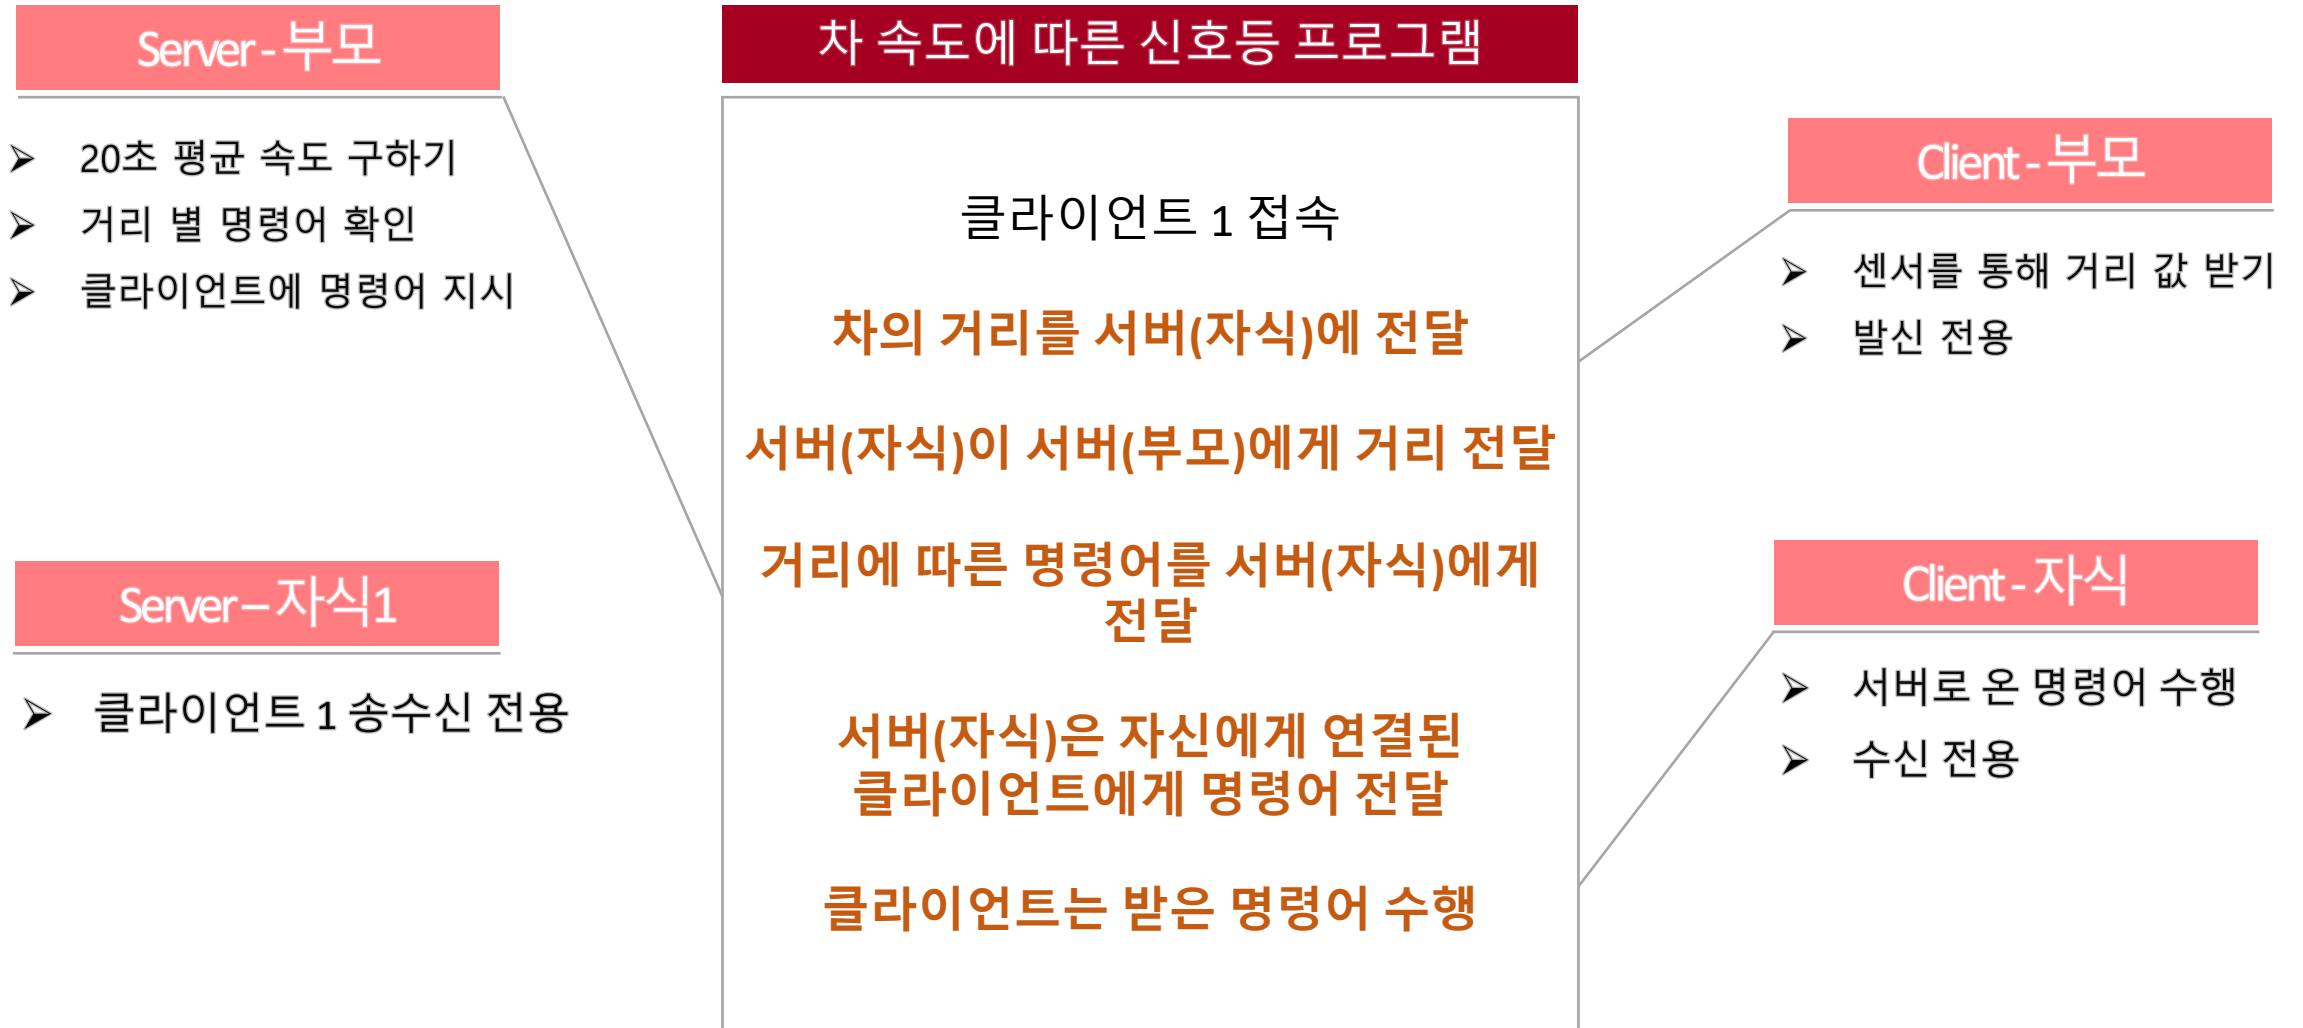 Server - 부모
20초 평균 속도 구하기
거리 별 명령어 확인
클라이언트에 명령어 지시
Server – 자식1
클라이언트 1 송수신 전용
차 속도에 따른 신호등 프로그램
클라이언트 1 접속
차의 거리를 서버(자식)에 전달
서버(자식)이 서버(부모)에게 거리 전달
거리에 따른 명령어를 서버(자식)에게
전달
서버(자식)은 자신에게 연결된
클라이언트에게 명령어 전달
클라이언트는 받은 명령어 수행
Client - 부모
센서를 통해 거리 값 받기
발신 전용
Client - 자식
서버로 온 명령어 수행
수신 전용